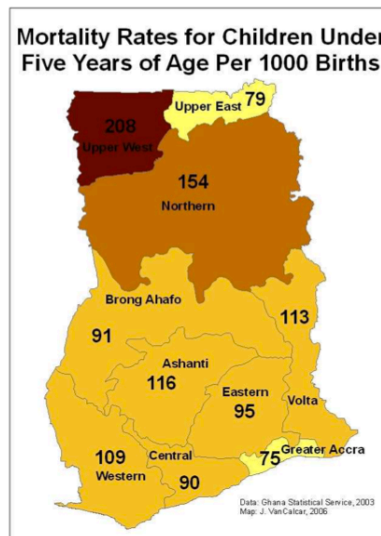 Mortality Rates for Children Under
Five Years of Age Per 1000 Births
Upper East 79
208
Upper West
154
Northern
Brong Ahafo
91
113
Ashanti
116
Eastern
95
Volta
109
Western
Central
90
75 Greater Accra
Data: Ghana Statistical Service, 2003
Map: J. VanCalcar, 2006